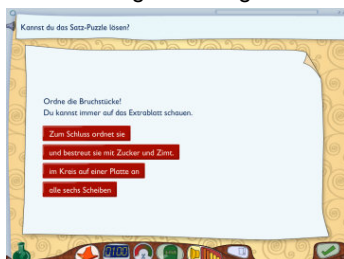 Kannst du das Satz-Puzzle lösen?
Ordne die Bruchstücke!
Du kannst immer auf das Extrablatt schauen.
Zum Schluss ordnet sie
und bestreut sie mit Zucker und Zimt.
im Kreis auf einer Platte an
alle sechs Scheiben